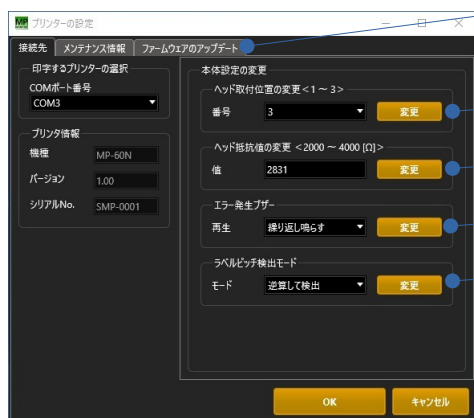 MP プリンターの設定
接続先 メンテナンス情報 ファームウェアのアップデート
印字するプリンターの選択
COMポート番号
COM3
プリンタ情報
機種 MP-60N
バージョン 1.00
シリアルNo. SMP-0001
本体設定の変更
ヘッド取付位置の変更<1 ~ 3>
番号 3 変更
ヘッド抵抗値の変更 <2000 ~ 4000 [Ω]>
値 2831 変更
エラー発生ブザー
再生 繰り返し鳴らす 変更
ラベルピッチ検出モード
モード 逆算して検出 変更
OK キャンセル